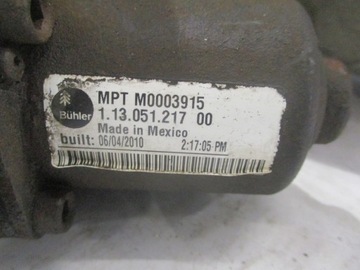 Bühler
MPT M0003915
1.13.051.217 00
Made in Mexico
built: 06/04/2010 2:17:05 PM